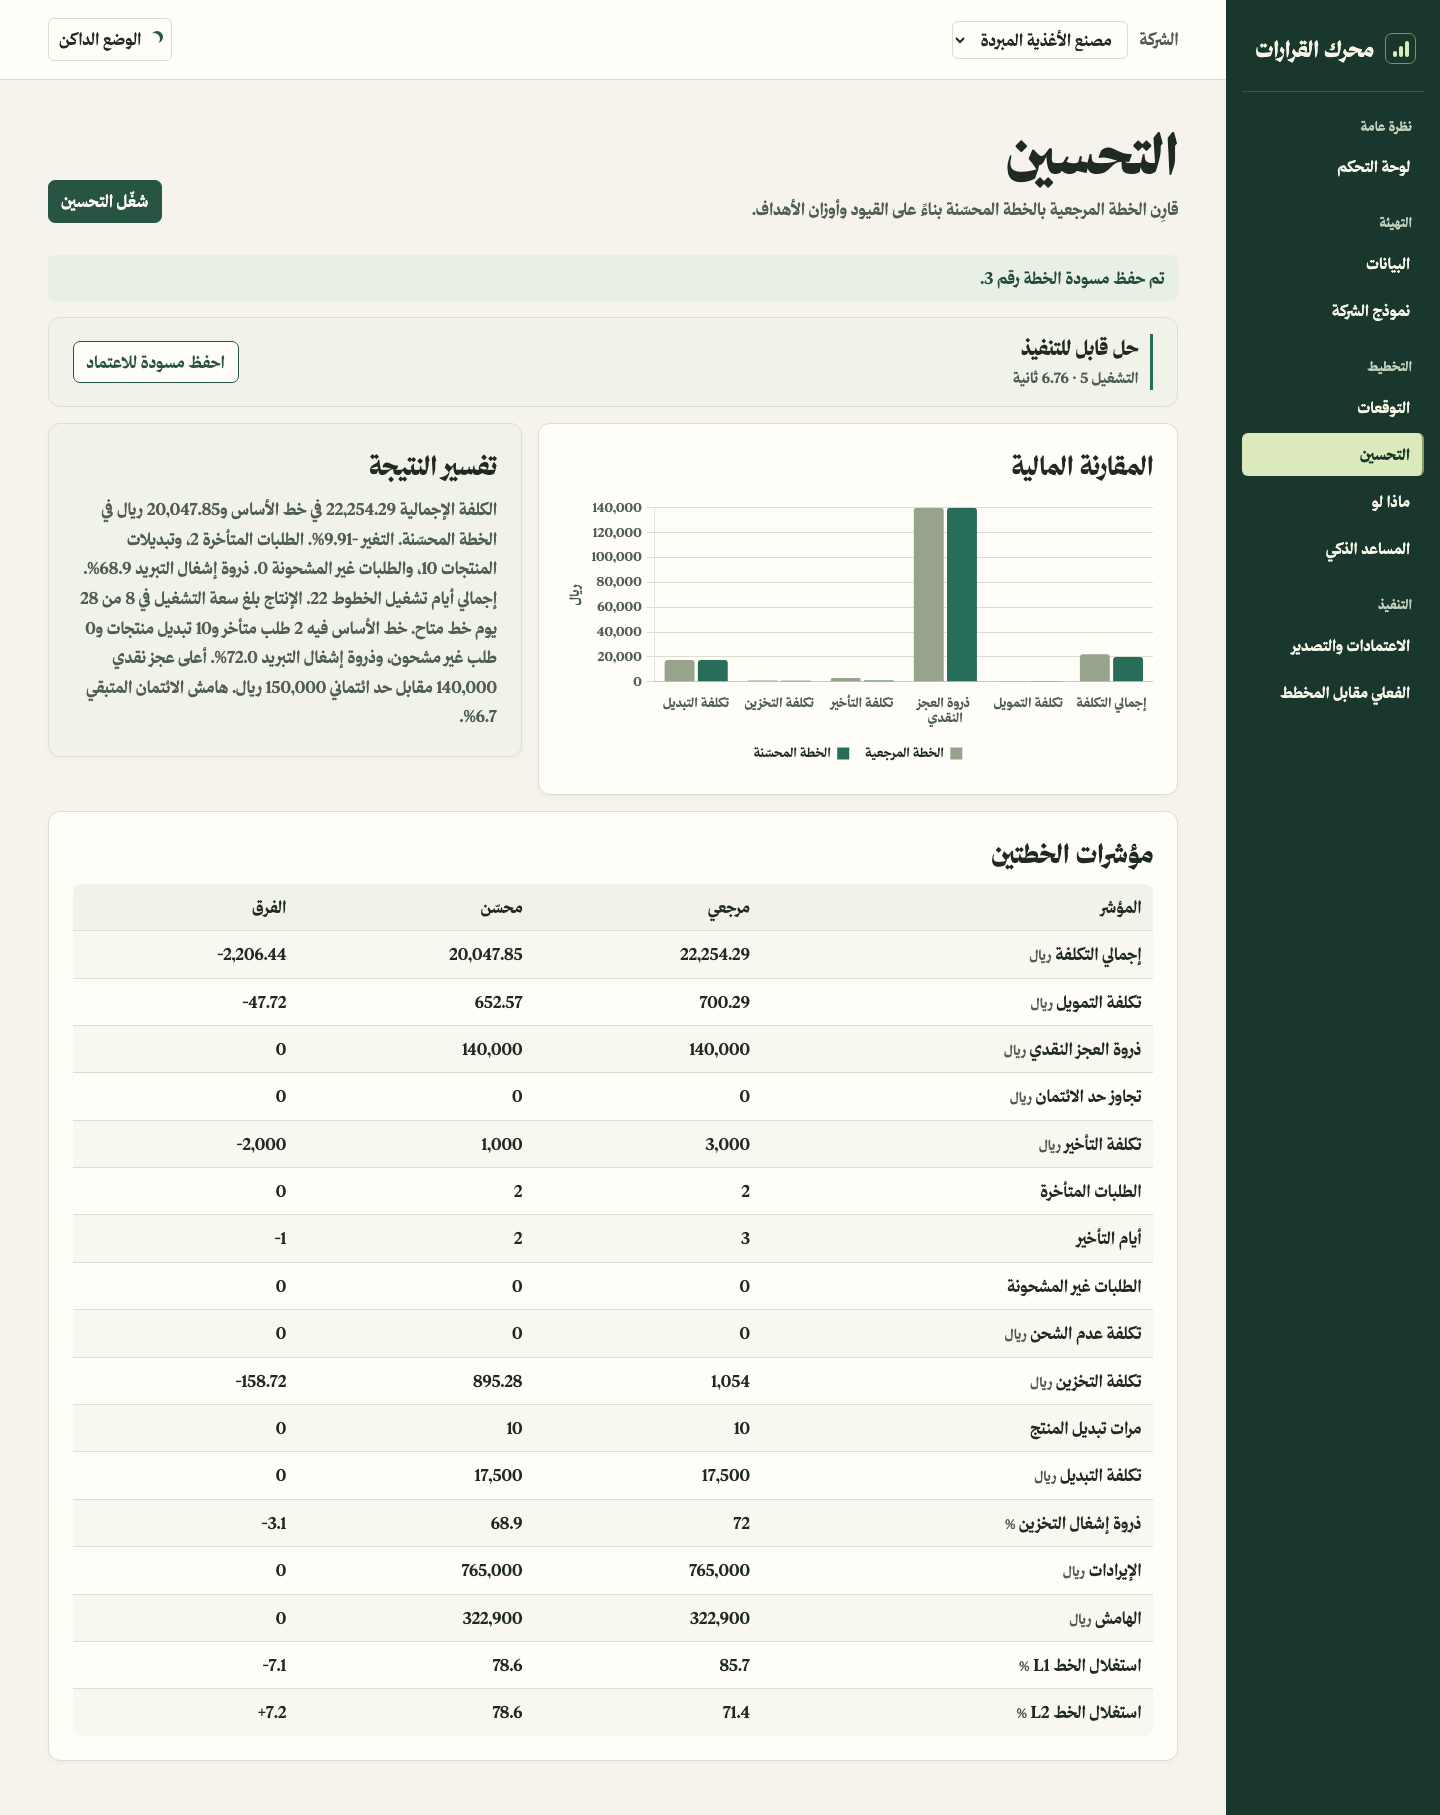 محرك القرارات
نظرة عامة
لوحة التحكم
التهيئة
البيانات
نموذج الشركة
التخطيط
التوقعات
التحسين
ماذا لو
المساعد الذكي
التنفيذ
الاعتمادات والتصدير
الفعلي مقابل المخطط
الشركة مصنع الأغذية المبردة
الوضع الداكن
التحسين
قارِن الخطة المرجعية بالخطة المحسّنة بناءً على القيود وأوزان الأهداف.
شغّل التحسين
تم حفظ مسودة الخطة رقم 3.
حل قابل للتنفيذ
التشغيل 5 · 6.76 ثانية
احفظ مسودة للاعتماد
المقارنة المالية
140,000
120,000
100,000
80,000
60,000
40,000
20,000
0
ريال
إجمالي التكلفة
تكلفة التمويل
ذروة العجز
النقدي
تكلفة التأخير
تكلفة التخزين
تكلفة التبديل
الخطة المرجعية
الخطة المحسّنة
تفسير النتيجة
الكلفة الإجمالية 22,254.29 في خط الأساس و20,047.85 ريال في
الخطة المحسّنة. التغير -9.91%. الطلبات المتأخرة 2، وتبديلات
المنتجات 10، والطلبات غير المشحونة 0. ذروة إشغال التبريد 68.9%.
إجمالي أيام تشغيل الخطوط 22. الإنتاج بلغ سعة التشغيل في 8 من 28
يوم خط متاح. خط الأساس فيه 2 طلب متأخر و10 تبديل منتجات و0
طلب غير مشحون، وذروة إشغال التبريد 72.0%. أعلى عجز نقدي
140,000 مقابل حد ائتماني 150,000 ريال. هامش الائتمان المتبقي
6.7%.
مؤشرات الخطتين
المؤشر مرجعي محسّن الفرق
إجمالي التكلفة ريال 22,254.29 20,047.85 -2,206.44
تكلفة التمويل ريال 700.29 652.57 -47.72
ذروة العجز النقدي ريال 140,000 140,000 0
تجاوز حد الائتمان ريال 0 0 0
تكلفة التأخير ريال 3,000 1,000 -2,000
الطلبات المتأخرة 2 2 0
أيام التأخير 3 2 -1
الطلبات غير المشحونة 0 0 0
تكلفة عدم الشحن ريال 0 0 0
تكلفة التخزين ريال 1,054 895.28 -158.72
مرات تبديل المنتج 10 10 0
تكلفة التبديل ريال 17,500 17,500 0
ذروة إشغال التخزين % 72 68.9 -3.1
الإيرادات ريال 765,000 765,000 0
الهامش ريال 322,900 322,900 0
استغلال الخط L1 % 85.7 78.6 -7.1
استغلال الخط L2 % 71.4 78.6 +7.2